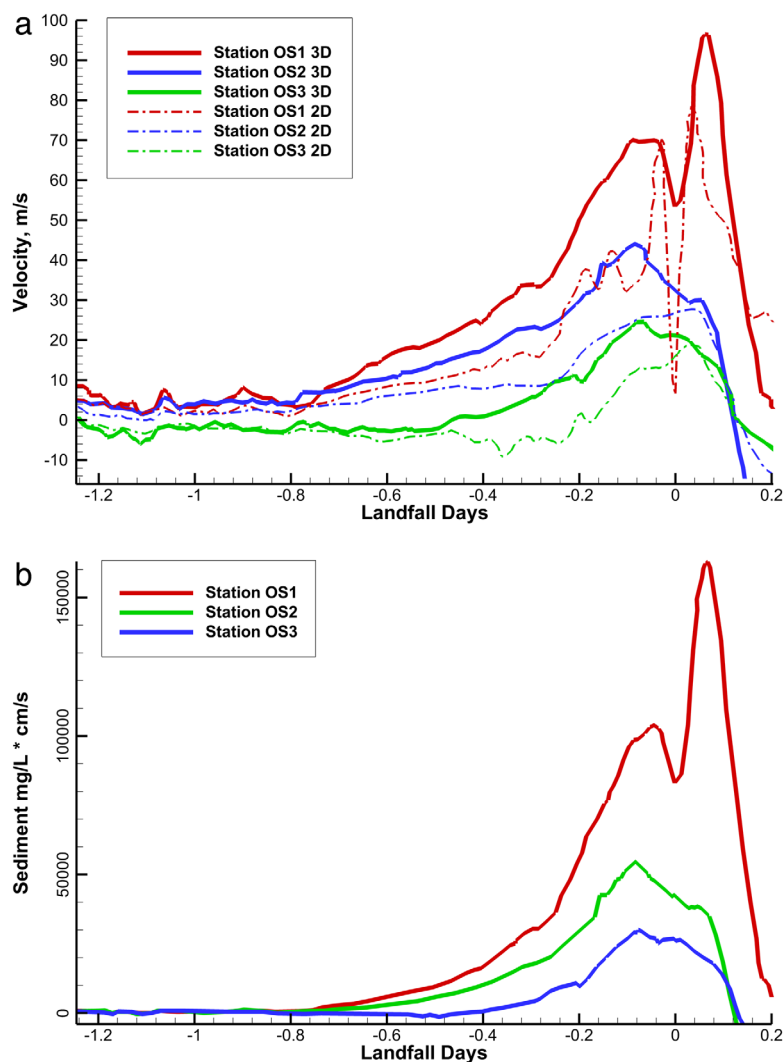 a
100
90
80
70
60
50
40
30
20
10
0
-10
Velocity, m/s
Station OS1 3D
Station OS2 3D
Station OS3 3D
Station OS1 2D
Station OS2 2D
Station OS3 2D
-1.2 -1 -0.8 -0.6 -0.4 -0.2 0 0.2
Landfall Days
b
150000
100000
50000
0
Sediment mg/L * cm/s
Station OS1
Station OS2
Station OS3
-1.2 -1 -0.8 -0.6 -0.4 -0.2 0 0.2
Landfall Days